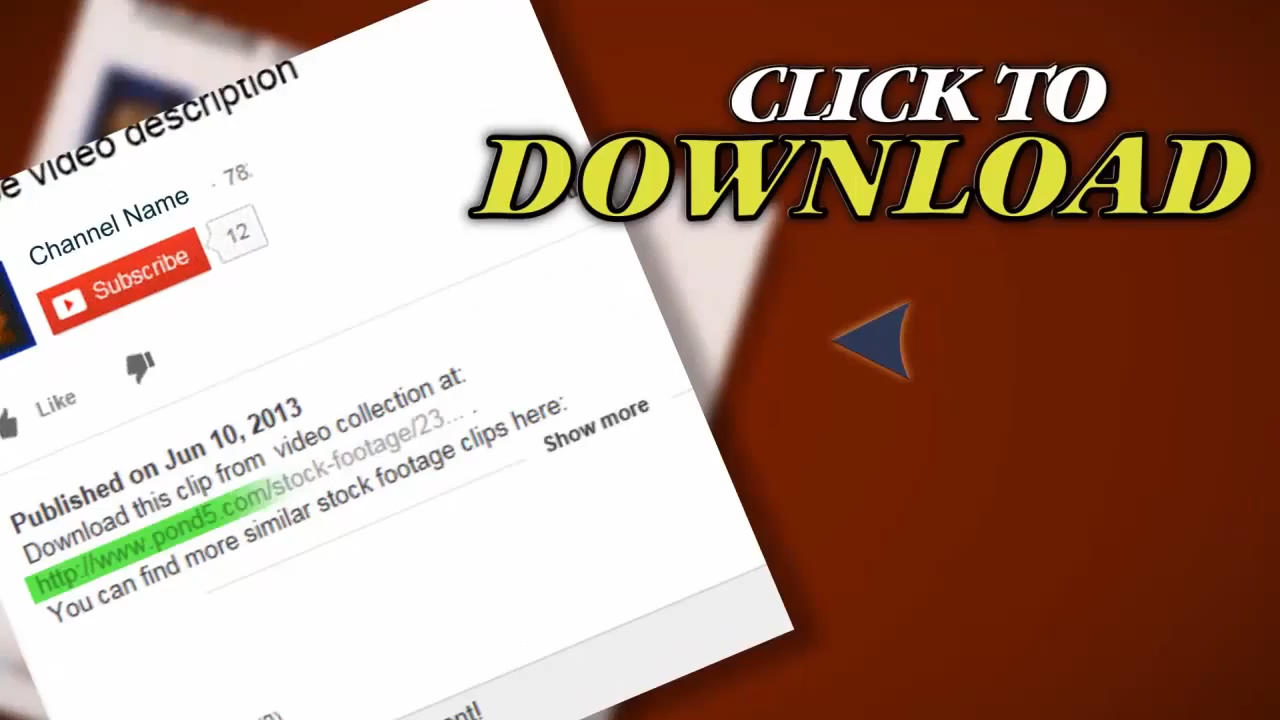 CLICK TO
DOWNLOAD
video description
Channel Name
78
Subscribe
12
Like
Published on Jun 10, 2013
Download this clip from video collection at:
http://www.pond5.com/stock-footage/23...
You can find more similar stock footage clips here:
Show more